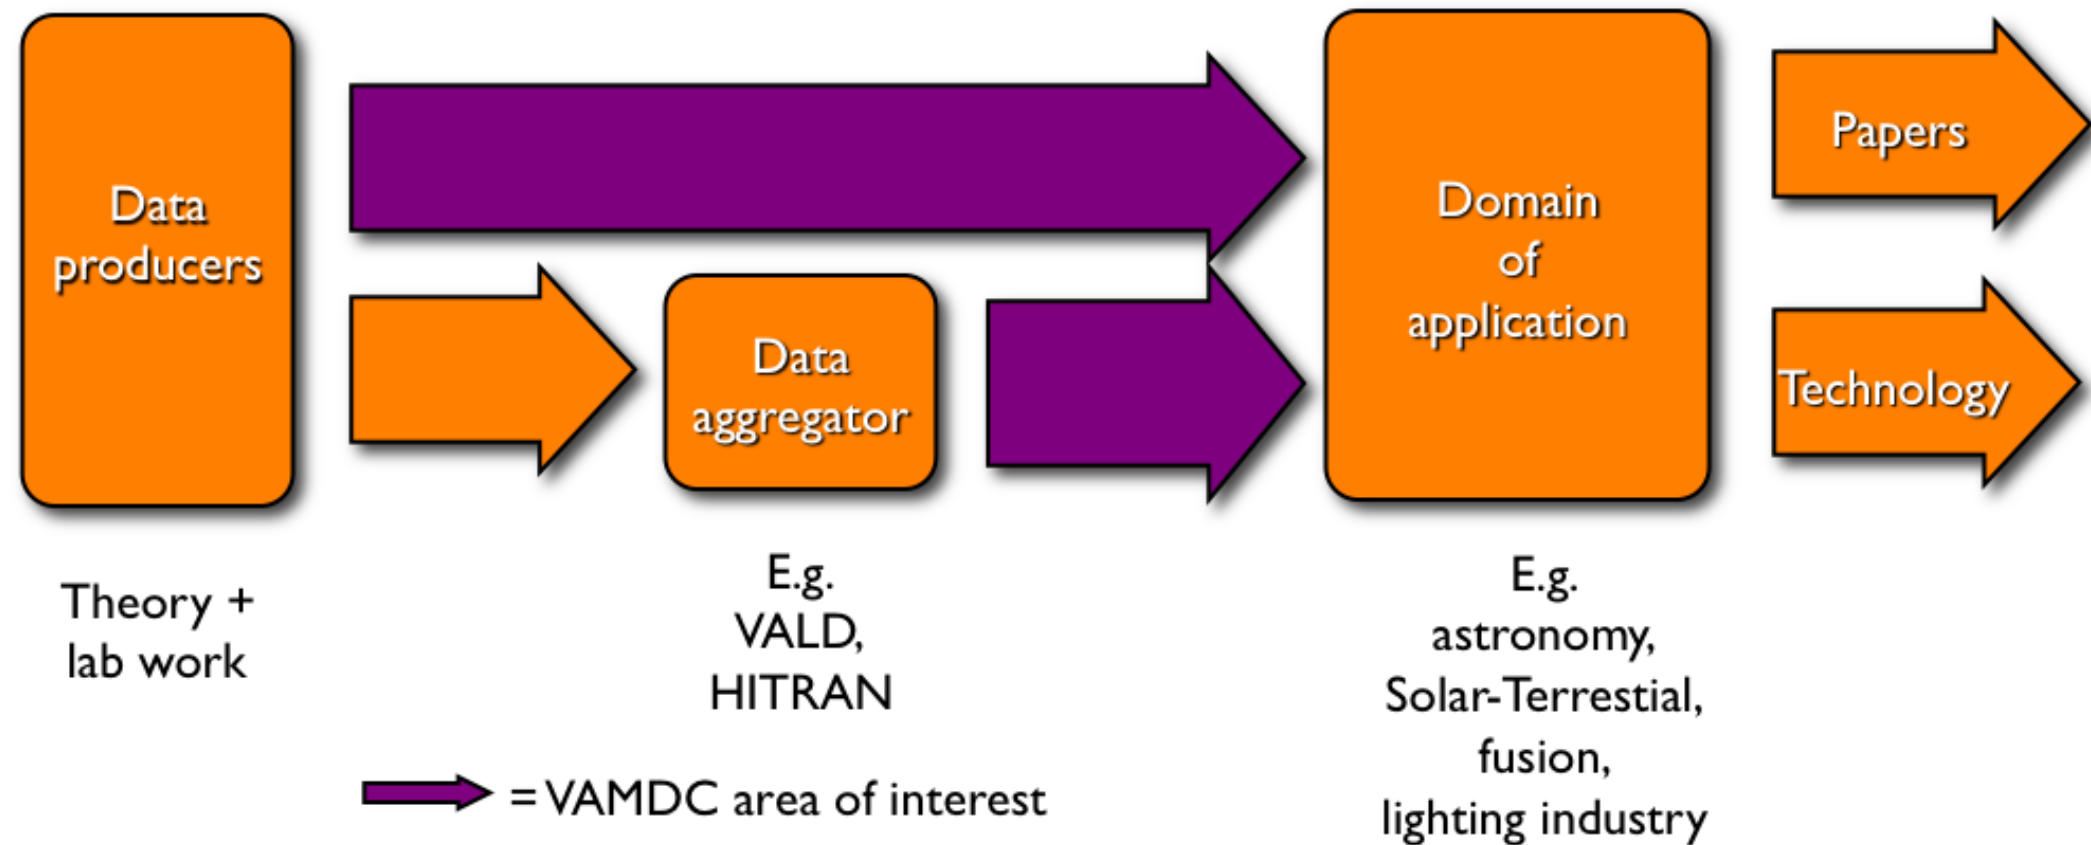 Data
producers
Data
aggregator
Domain
of
application
Papers
Technology
Theory +
lab work
E.g.
VALD,
HITRAN
E.g.
astronomy,
Solar-Terrestial,
fusion,
lighting industry
= VAMDC area of interest